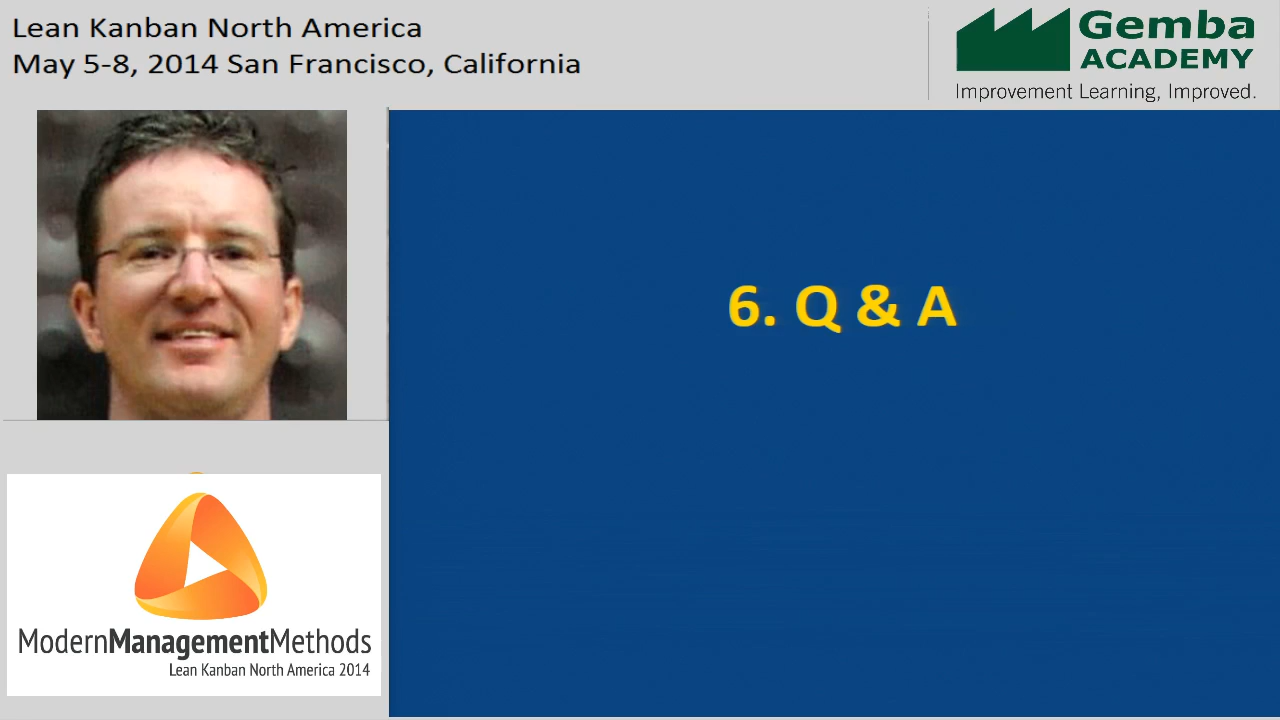 Lean Kanban North America
May 5-8, 2014 San Francisco, California
Gemba
ACADEMY
Improvement Learning, Improved.
6. Q & A
ModernManagementMethods
Lean Kanban North America 2014